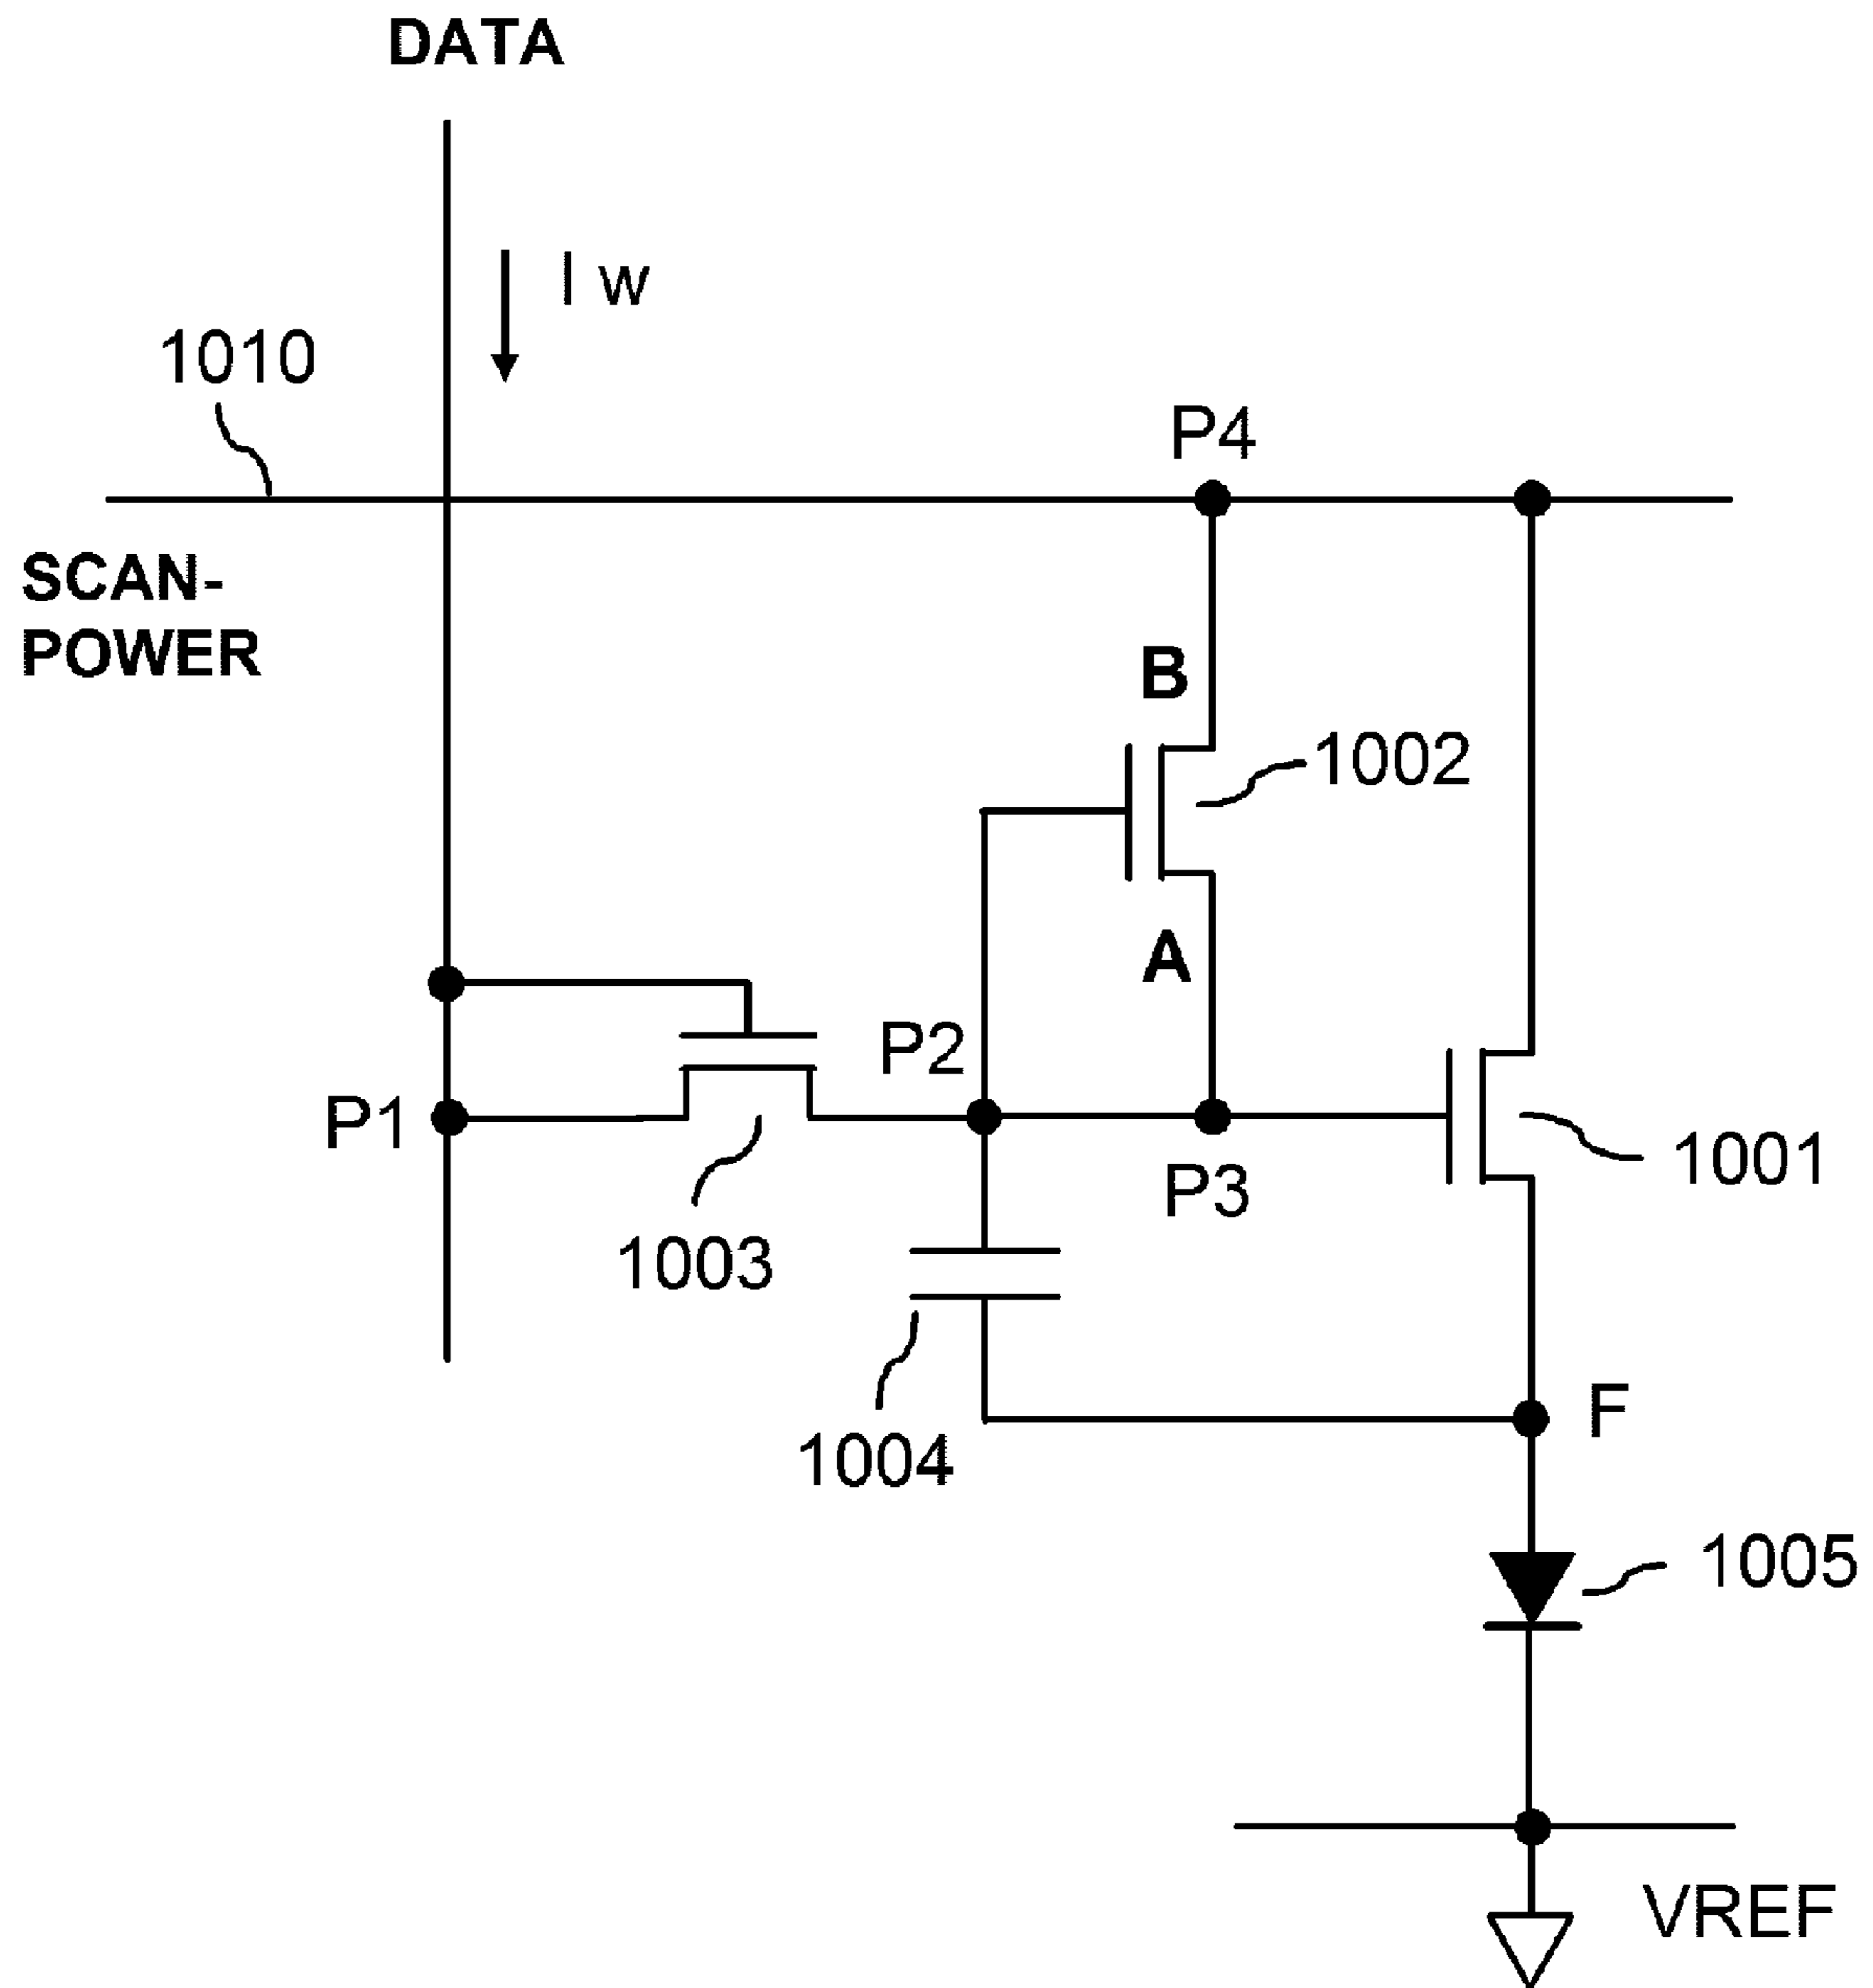 DATA
I w
1010
P4
SCAN-
POWER
B
1002
A
P2
P1
1001
P3
1003
F
1004
1005
VREF